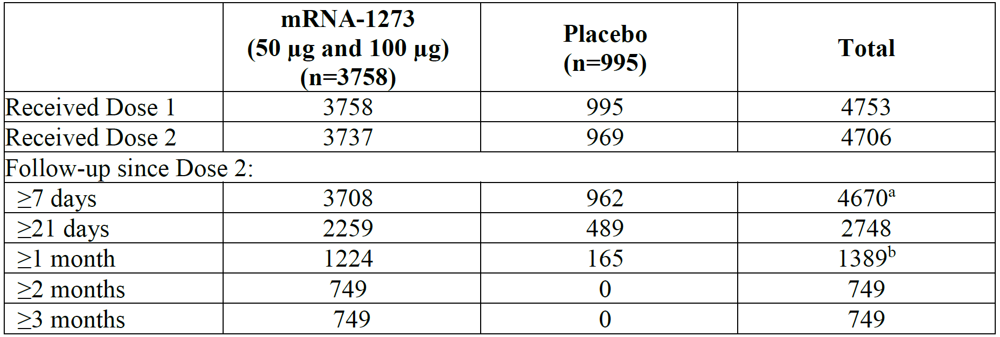 mRNA-1273
(50 µg and 100 µg)
(n=3758)
Placebo
(n=995)
Total
Received Dose 1 3758 995 4753
Received Dose 2 3737 969 4706
Follow-up since Dose 2:
≥7 days 3708 962 4670ᵃ
≥21 days 2259 489 2748
≥1 month 1224 165 1389ᵇ
≥2 months 749 0 749
≥3 months 749 0 749